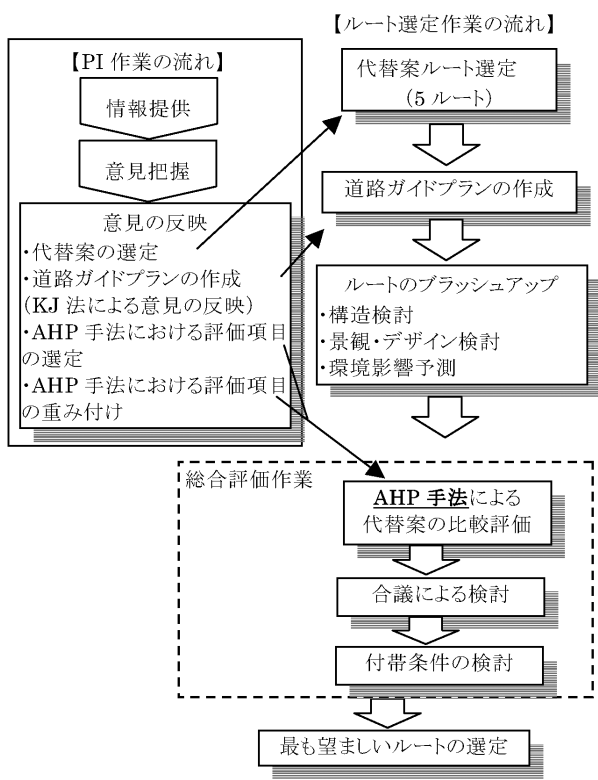 【ルート選定作業の流れ】
【PI 作業の流れ】
情報提供
意見把握
意見の反映
・代替案の選定
・道路ガイドプランの作成
（KJ 法による意見の反映）
・AHP 手法における評価項目
の選定
・AHP 手法における評価項目
の重み付け
代替案ルート選定
（5 ルート）
道路ガイドプランの作成
ルートのブラッシュアップ
・構造検討
・景観・デザイン検討
・環境影響予測
総合評価作業
AHP 手法による
代替案の比較評価
合議による検討
付帯条件の検討
最も望ましいルートの選定